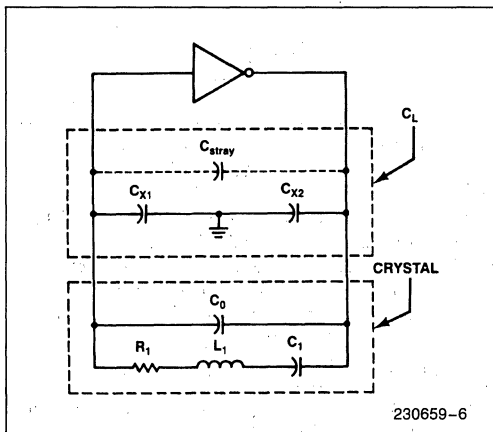 C_L
C_stray
C_X1
C_X2
CRYSTAL
C_0
R_1
L_1
C_1
230659-6